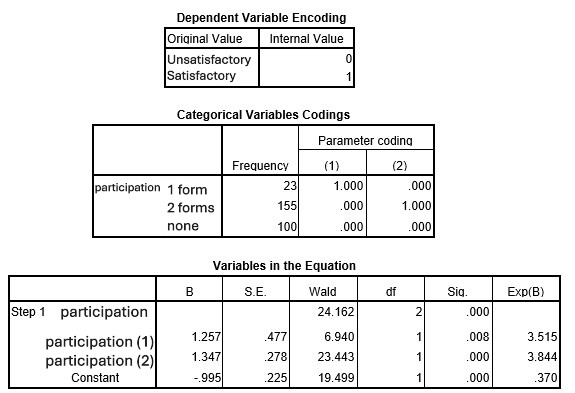 Dependent Variable Encoding
Original Value Internal Value
Unsatisfactory 0
Satisfactory 1
Categorical Variables Codings
Parameter coding
Frequency (1) (2)
participation 1 form 23 1.000 .000
2 forms 155 .000 1.000
none 100 .000 .000
Variables in the Equation
B S.E. Wald df Sig. Exp(B)
Step 1 participation 24.162 2 .000
participation (1) 1.257 .477 6.940 1 .008 3.515
participation (2) 1.347 .278 23.443 1 .000 3.844
Constant -.995 .225 19.499 1 .000 .370